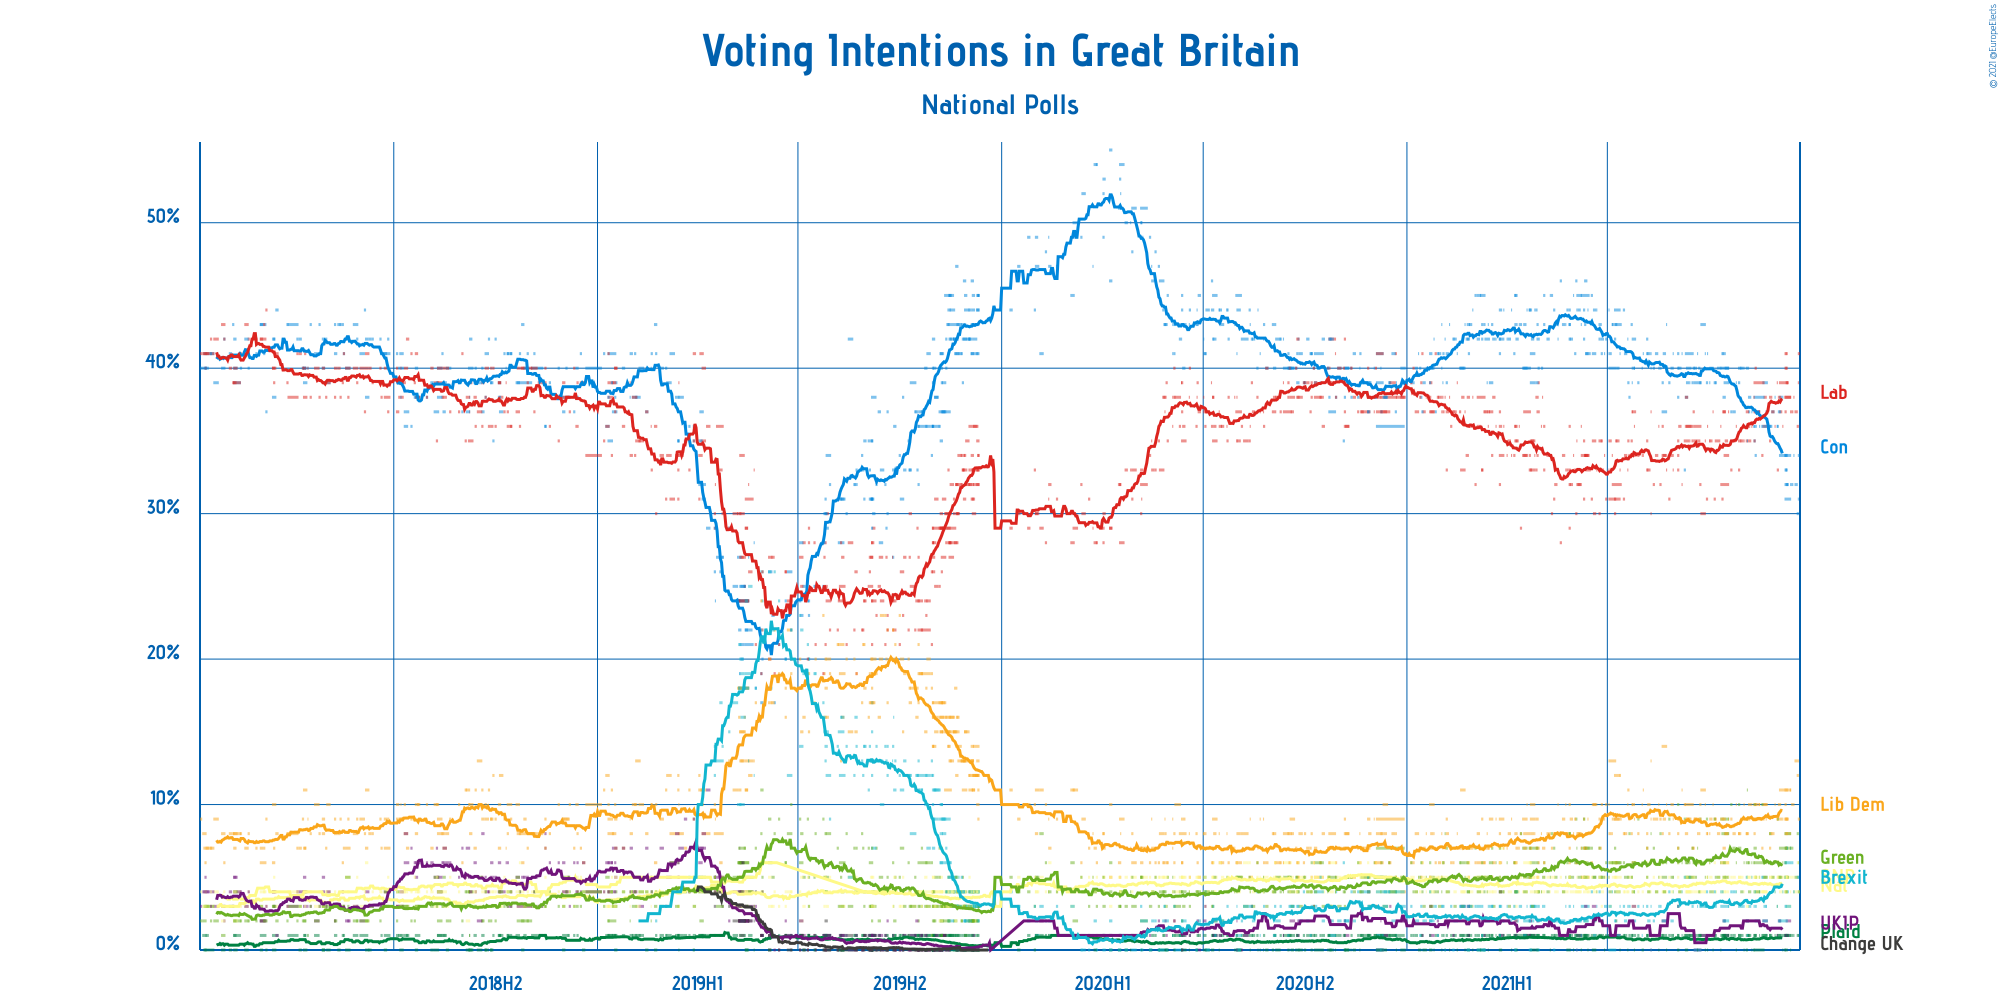 © 2021 @EuropeElects
Voting Intentions in Great Britain
National Polls
50%
40%
30%
20%
10%
0%
Lab
Con
Lib Dem
Green
Brexit
UKIP
Plaid
Change UK
2018H2
2019H1
2019H2
2020H1
2020H2
2021H1